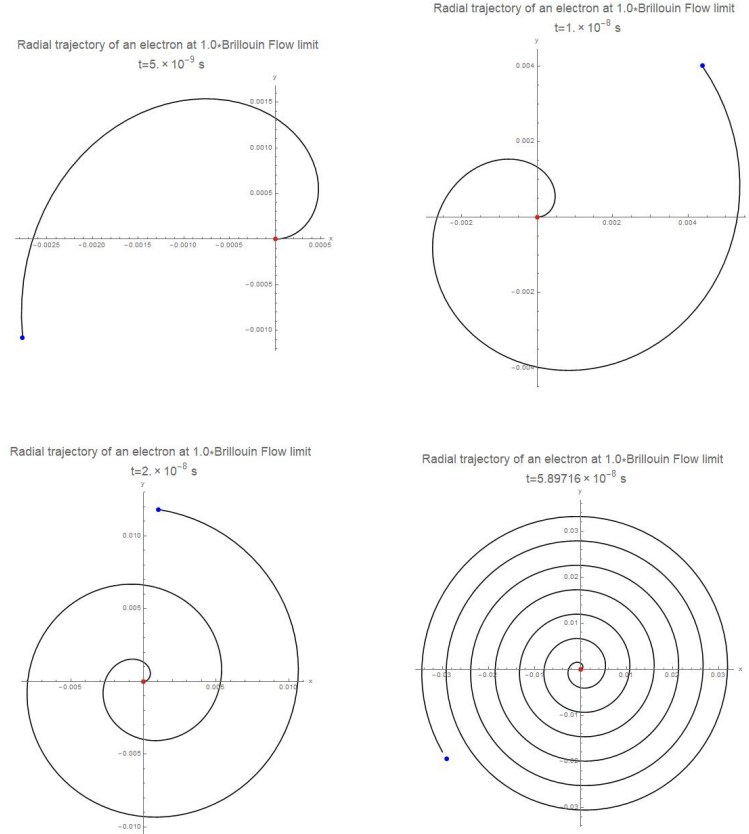 Radial trajectory of an electron at 1.0*Brillouin Flow limit
t=5.×10⁻⁹ s
y
0.0015
0.0010
0.0005
x
-0.0025 -0.0020 -0.0015 -0.0010 -0.0005 0.0005
-0.0005
-0.0010
Radial trajectory of an electron at 1.0*Brillouin Flow limit
t=1.×10⁻⁸ s
y
0.004
0.002
-0.002 0.002 0.004
-0.002
-0.004
Radial trajectory of an electron at 1.0*Brillouin Flow limit
t=2.×10⁻⁸ s
y
0.010
0.005
x
-0.005 0.005 0.010
-0.005
-0.010
Radial trajectory of an electron at 1.0*Brillouin Flow limit
t=5.89716×10⁻⁸ s
y
0.03
0.02
0.01
x
-0.03 -0.02 -0.01 0.01 0.02 0.03
-0.01
-0.02
-0.03